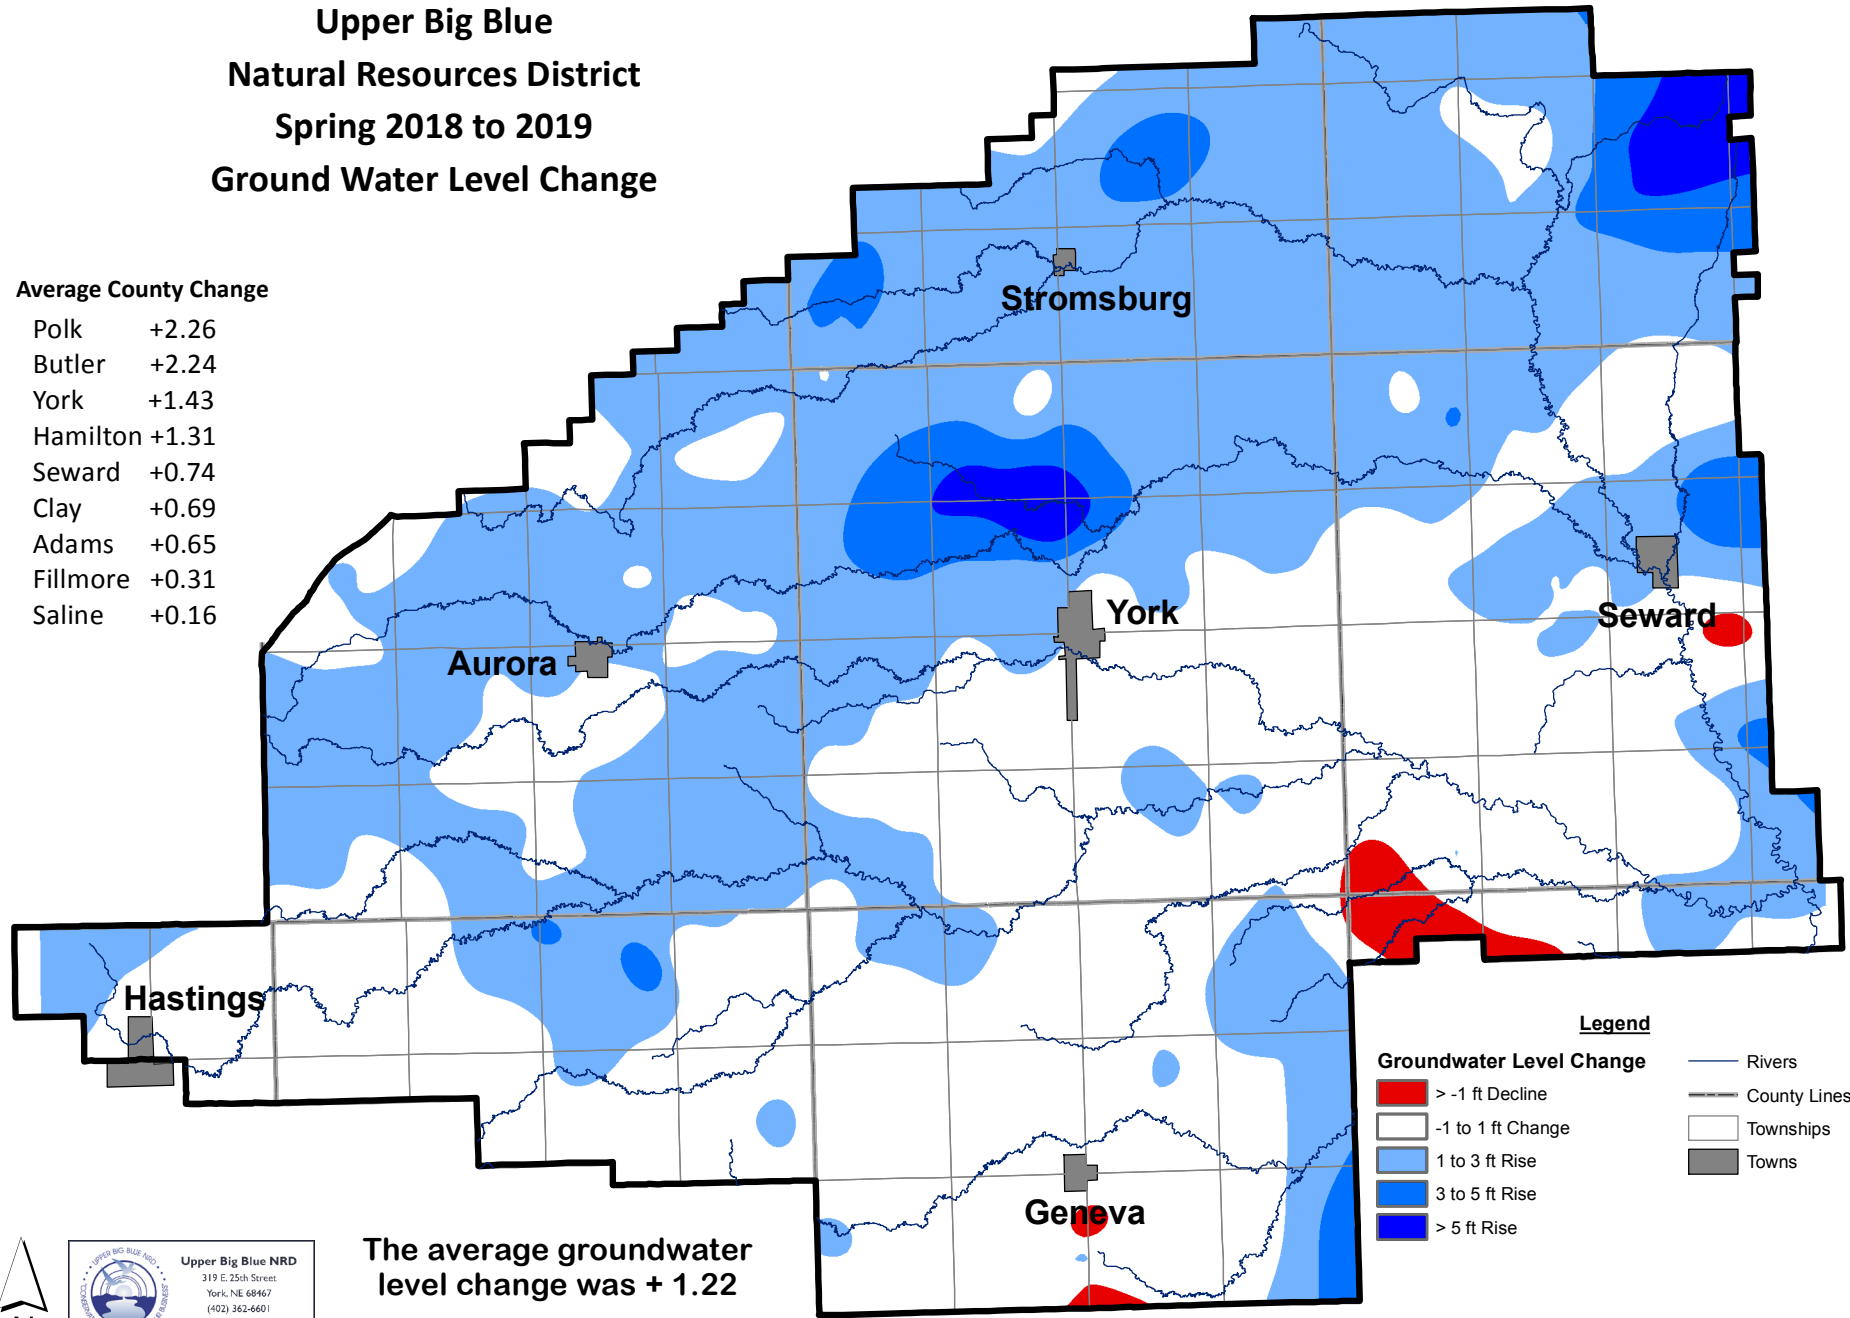 Upper Big Blue
Natural Resources District
Spring 2018 to 2019
Ground Water Level Change
Average County Change
Polk +2.26
Butler +2.24
York +1.43
Hamilton +1.31
Seward +0.74
Clay +0.69
Adams +0.65
Fillmore +0.31
Saline +0.16
Stromsburg
York
Seward
Aurora
Hastings
Geneva
Legend
Groundwater Level Change
> -1 ft Decline
-1 to 1 ft Change
1 to 3 ft Rise
3 to 5 ft Rise
> 5 ft Rise
Rivers
County Lines
Townships
Towns
The average groundwater
level change was + 1.22
UPPER BIG BLUE NRD
Upper Big Blue NRD
319 E. 25th Street
York, NE 68467
(402) 362-6601